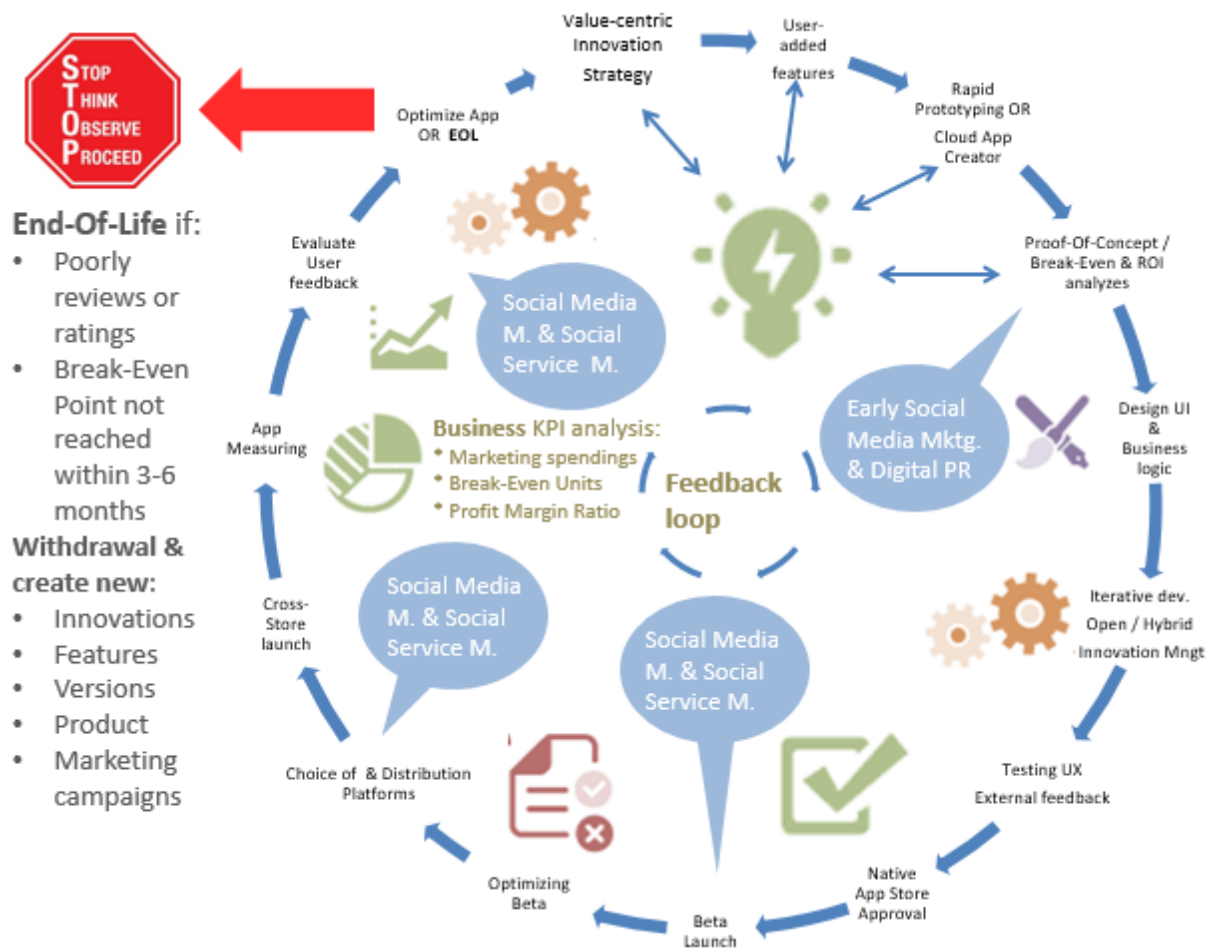 STOP
THINK
OBSERVE
PROCEED
End-Of-Life if:
• Poorly
reviews or
ratings
• Break-Even
Point not
reached
within 3-6
months
Withdrawal &
create new:
• Innovations
• Features
• Versions
• Product
• Marketing
campaigns
Value-centric
Innovation
Strategy
User-
added
features
Rapid
Prototyping OR
Cloud App
Creator
Proof-Of-Concept /
Break-Even & ROI
analyzes
Design UI
&
Business
logic
Iterative dev.
Open / Hybrid
Innovation Mngt
Testing UX
External feedback
Native
App Store
Approval
Beta
Launch
Optimizing
Beta
Choice of & Distribution
Platforms
Cross-
Store
launch
App
Measuring
Evaluate
User
feedback
Optimize App
OR EOL
Social Media
M. & Social
Service M.
Early Social
Media Mktg.
& Digital PR
Business KPI analysis:
* Marketing spendings
* Break-Even Units
* Profit Margin Ratio
Feedback
loop
Social Media
M. & Social
Service M.
Social Media
M. & Social
Service M.